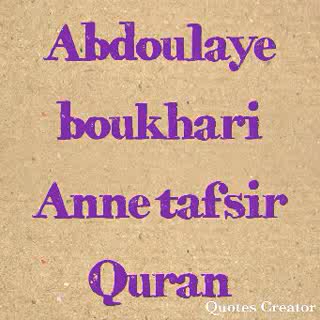 Abdoulaye
boukhari
Anne tafsir
Quran
Quotes Creator